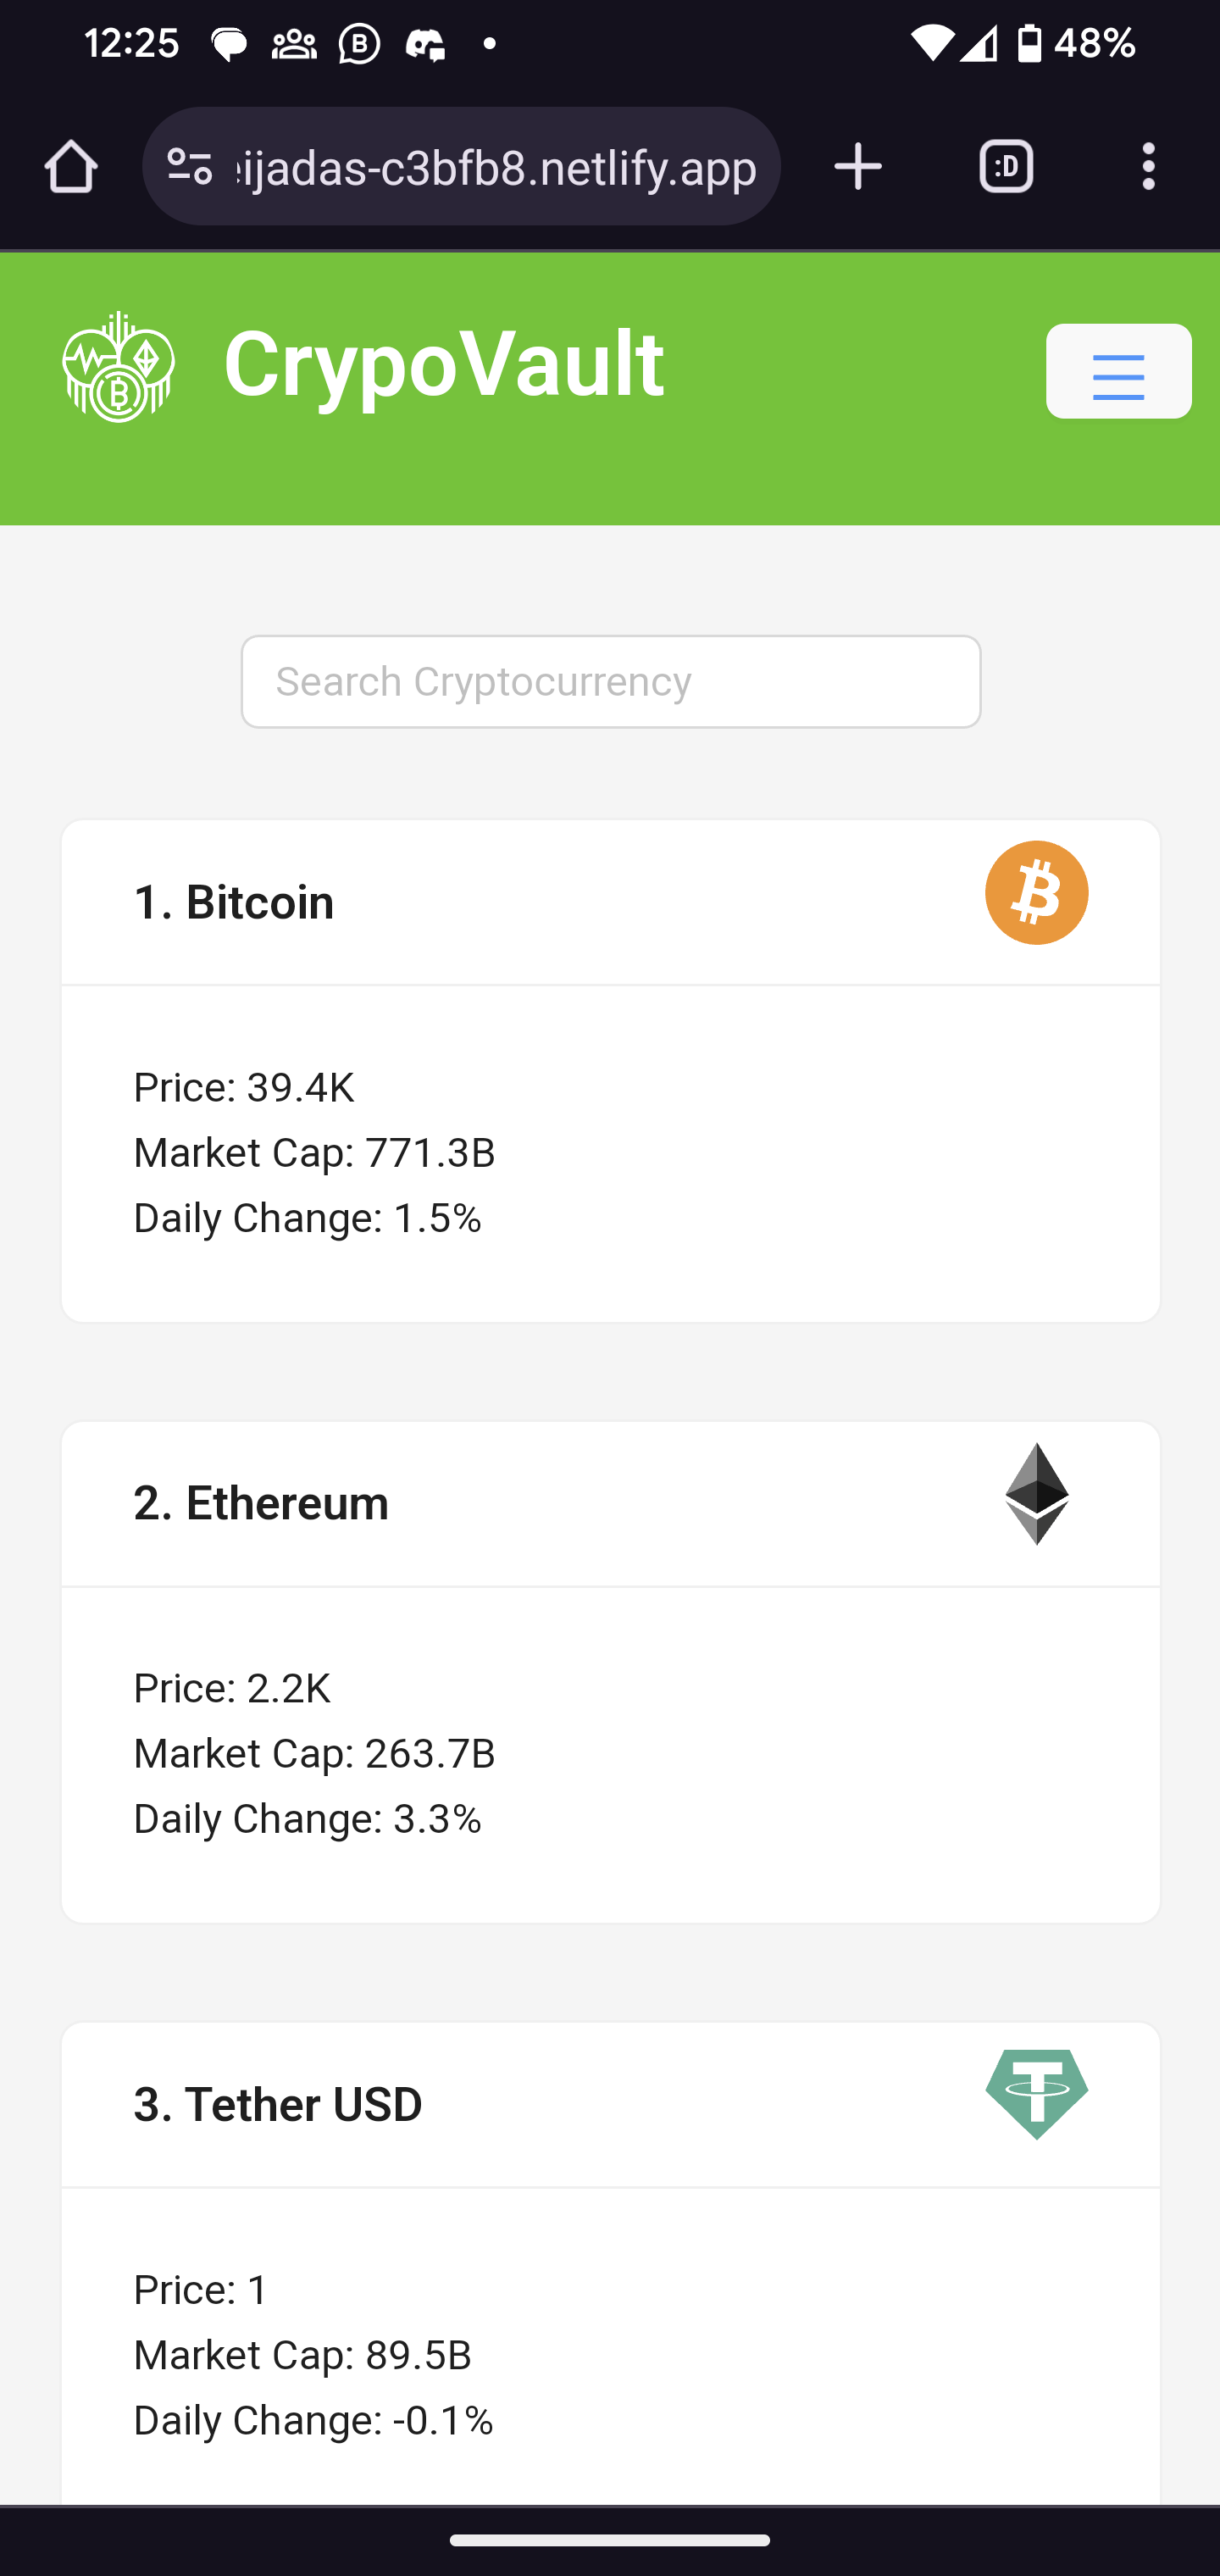 12:25
48%
eijadas-c3bfb8.netlify.app
:D
CrypoVault
Search Cryptocurrency
1. Bitcoin
Price: 39.4K
Market Cap: 771.3B
Daily Change: 1.5%
2. Ethereum
Price: 2.2K
Market Cap: 263.7B
Daily Change: 3.3%
3. Tether USD
Price: 1
Market Cap: 89.5B
Daily Change: -0.1%